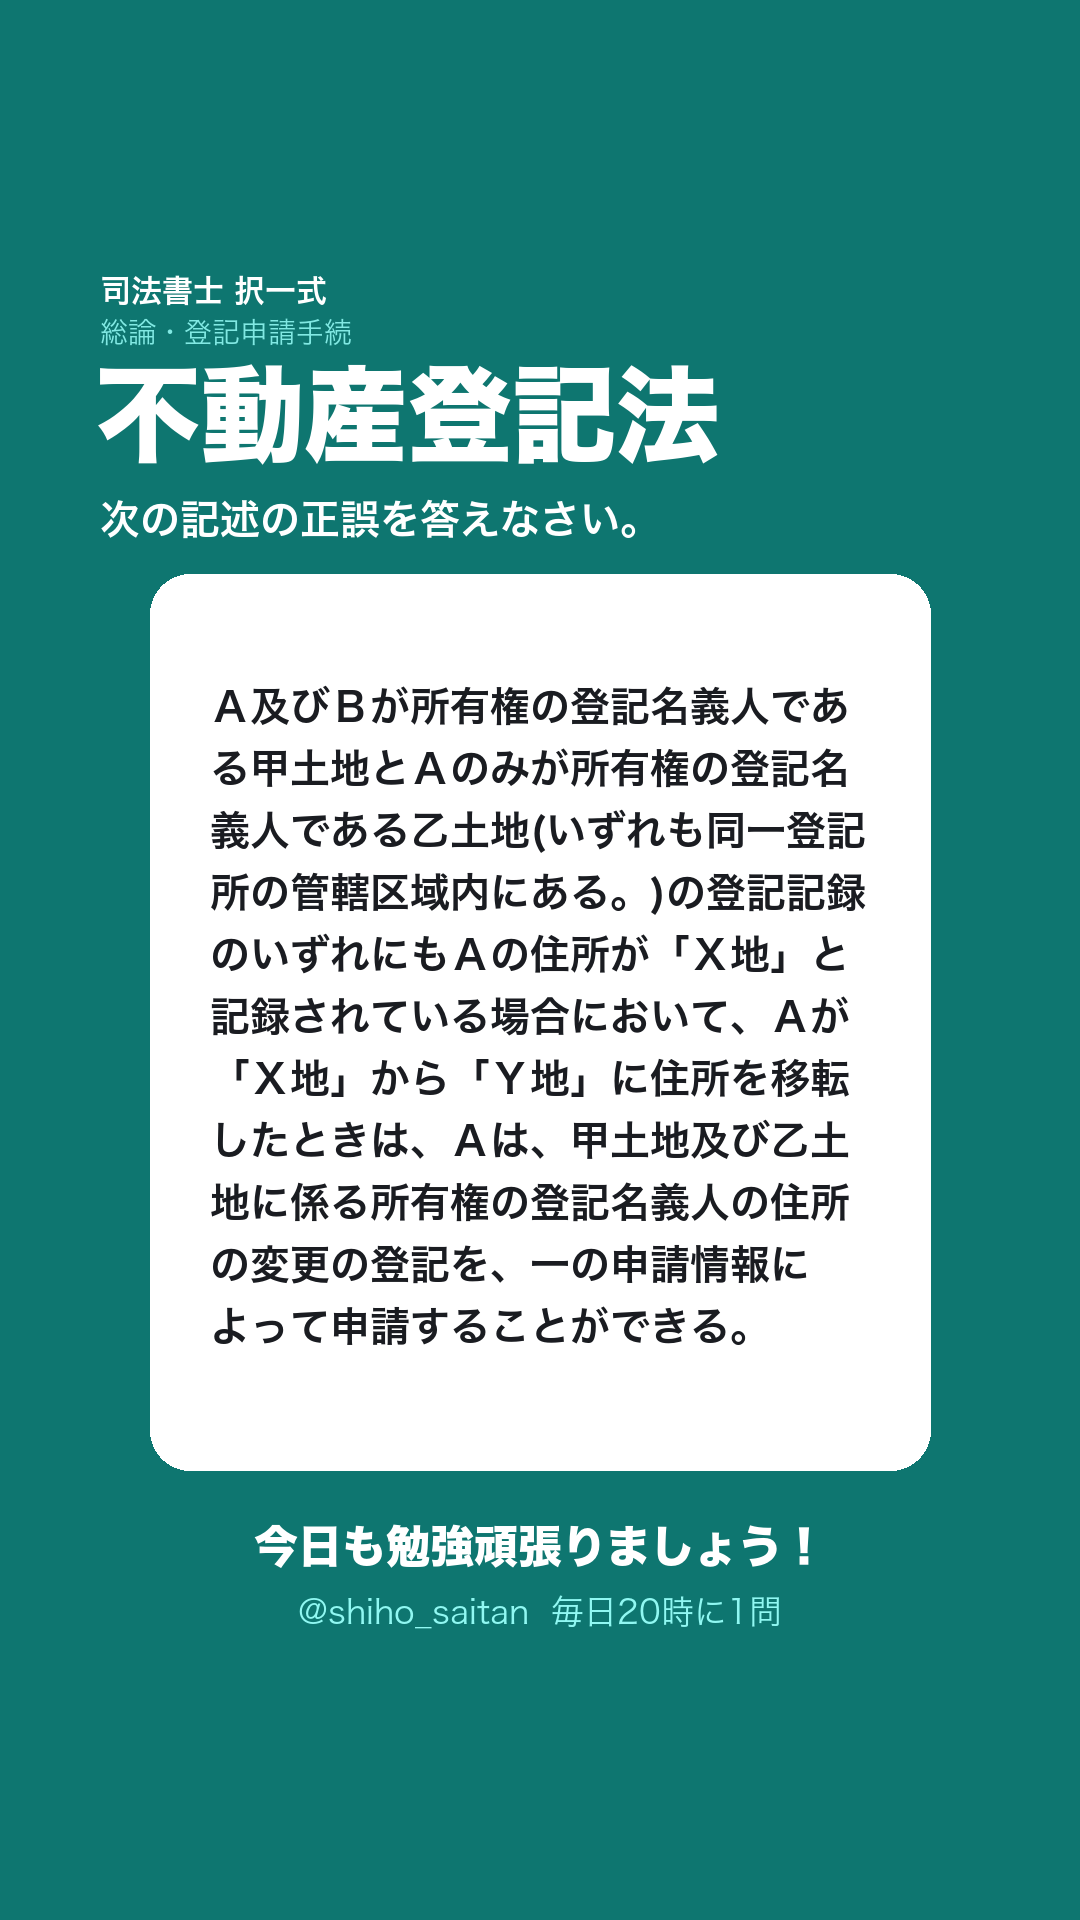 司法書士 択一式
総論・登記申請手続
不動産登記法
次の記述の正誤を答えなさい。
Ａ及びＢが所有権の登記名義人であ
る甲土地とＡのみが所有権の登記名
義人である乙土地(いずれも同一登記
所の管轄区域内にある。)の登記記録
のいずれにもＡの住所が「Ｘ地」と
記録されている場合において、Ａが
「Ｘ地」から「Ｙ地」に住所を移転
したときは、Ａは、甲土地及び乙土
地に係る所有権の登記名義人の住所
の変更の登記を、一の申請情報に
よって申請することができる。
今日も勉強頑張りましょう！
@shiho_saitan 毎日20時に1問